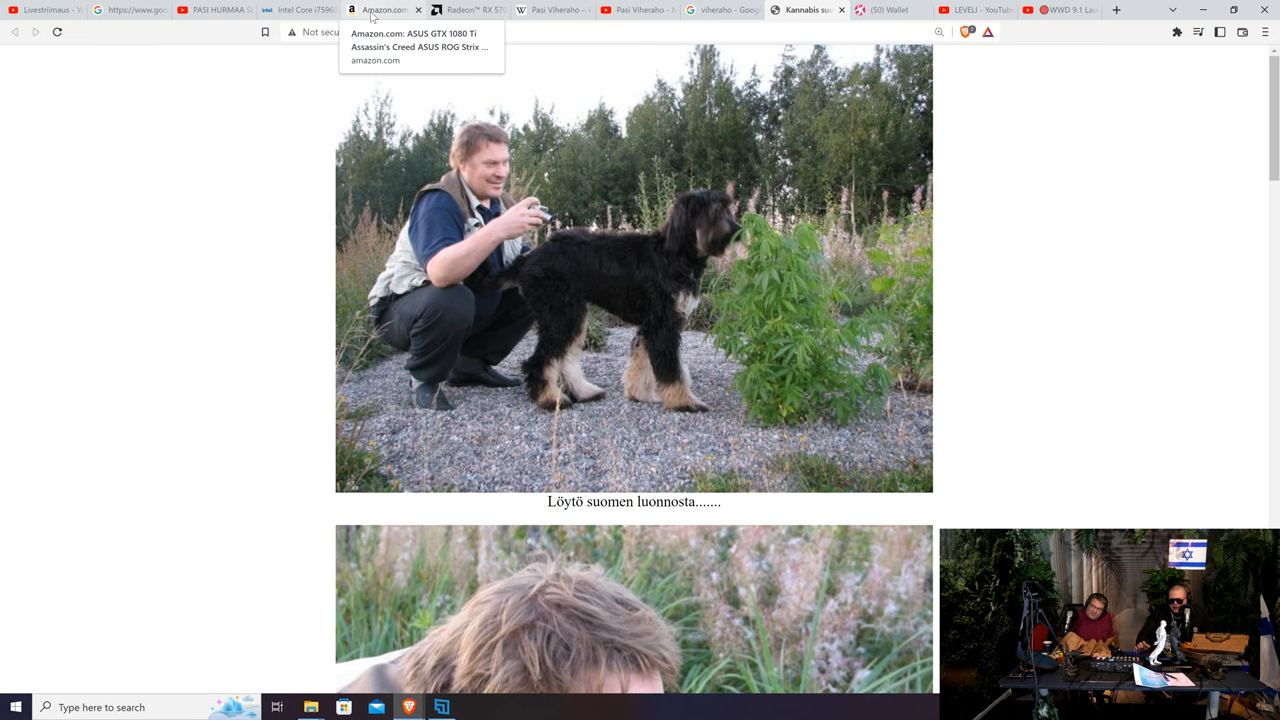 Livestriimaus - Y
https://www.goo
PASI HURMAA S
Intel Core i7596
Amazon.com
Radeon™ RX 570
Pasi Viheraho – 
Pasi Viheraho - 
viheraho - Goog
Kannabis suo
(50) Wallet
LEVELI - YouTub
WWD 9.1 Lau
Not secu
Amazon.com: ASUS GTX 1080 Ti
Assassin's Creed ASUS ROG Strix ...
amazon.com
Löytö suomen luonnosta.......
Type here to search